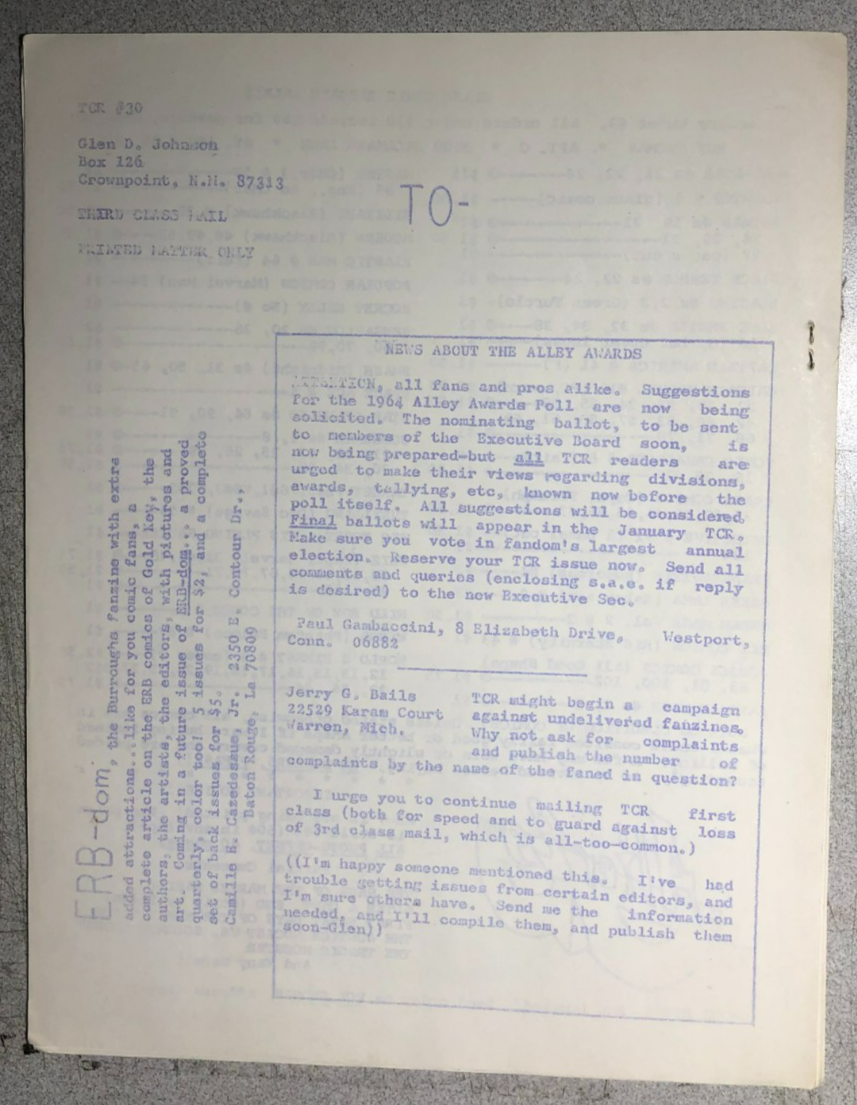 TCR #30
Glen D. Johnson
Box 126
Crownpoint, N.M. 87313
THIRD CLASS MAIL
PRINTED MATTER ONLY
TO-
NEWS ABOUT THE ALLEY AWARDS
ATTENTION, all fans and pros alike. Suggestions
for the 1964 Alley Awards Poll are now being
solicited. The nominating ballot, to be sent
to members of the Executive Board soon, is
now being prepared-but all TCR readers are
urged to make their views regarding divisions,
awards, tallying, etc, known now before the
poll itself. All suggestions will be considered.
Final ballots will appear in the January TCR.
Make sure you vote in fandom's largest annual
election. Reserve your TCR issue now. Send all
comments and queries (enclosing s.a.e. if reply
is desired) to the now Executive Sec.
Paul Gambaccini, 8 Elizabeth Drive, Westport,
Conn. 06882
Jerry G. Bails
22529 Karam Court
Warren, Mich.
TCR might begin a campaign
against undelivered fanzines.
Why not ask for complaints
and publish the number of
complaints by the name of the faned in question?
I urge you to continue mailing TCR first
class (both for speed and to guard against loss
of 3rd class mail, which is all-too-common.)
((I'm happy someone mentioned this. I've had
trouble getting issues from certain editors, and
I'm sure others have. Send me the information
needed, and I'll compile them, and publish them
soon-Glen))
ERB-dom, the Burroughs fanzine with extra
added attractions...like for you comic fans, a
complete article on the ERB comics of Gold Key, the
authors, the artists, the editors, with pictures and
art. Coming in a future issue of ERB-dom... a proved
quarterly, color too! 5 issues for $2, and a complete
set of back issues for $5.
Camille E. Cazedessus, Jr. 2350 E. Contour Dr.,
Baton Rouge, La 70809